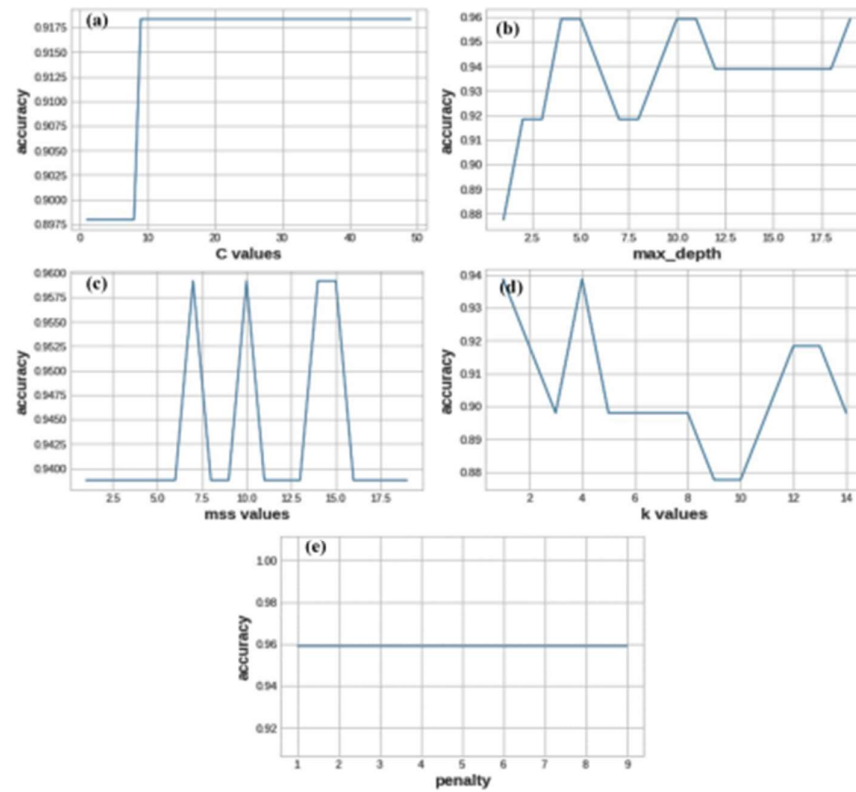 (a)
accuracy
0.9175
0.9150
0.9125
0.9100
0.9075
0.9050
0.9025
0.9000
0.8975
0 10 20 30 40 50
C values
(b)
accuracy
0.96
0.95
0.94
0.93
0.92
0.91
0.90
0.89
0.88
2.5 5.0 7.5 10.0 12.5 15.0 17.5
max_depth
(c)
accuracy
0.9600
0.9575
0.9550
0.9525
0.9500
0.9475
0.9450
0.9425
0.9400
2.5 5.0 7.5 10.0 12.5 15.0 17.5
mss values
(d)
accuracy
0.94
0.93
0.92
0.91
0.90
0.89
0.88
2 4 6 8 10 12 14
k values
(e)
accuracy
1.00
0.98
0.96
0.94
0.92
1 2 3 4 5 6 7 8 9
penalty